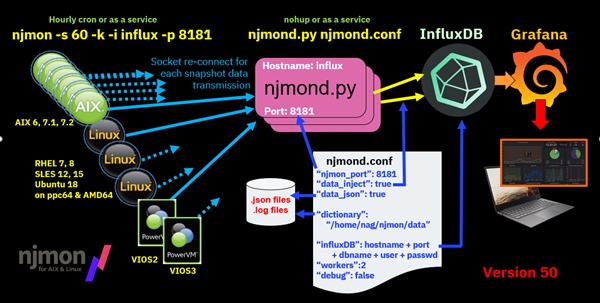 Hourly cron or as a service
njmon -s 60 -k -i influx -p 8181
nohup or as a service
njmond.py njmond.conf
InfluxDB
Grafana
Socket re-connect for
each snapshot data
transmission
Hostname: influx
njmond.py
Port: 8181
AIX
AIX 6, 7.1, 7.2
Linux
Linux
Linux
RHEL 7, 8
SLES 12, 15
Ubuntu 18
on ppc64 & AMD64
PowerVM
PowerVM
VIOS2
VIOS3
.json files
.log files
njmond.conf
"njmon_port": 8181
"data_inject": true
"data_json": true
"dictionary":
"/home/nag/njmon/data"
"influxDB": hostname + port
+ dbname + user + passwd
"workers":2
"debug": false
njmon
for AIX & Linux
Version 50